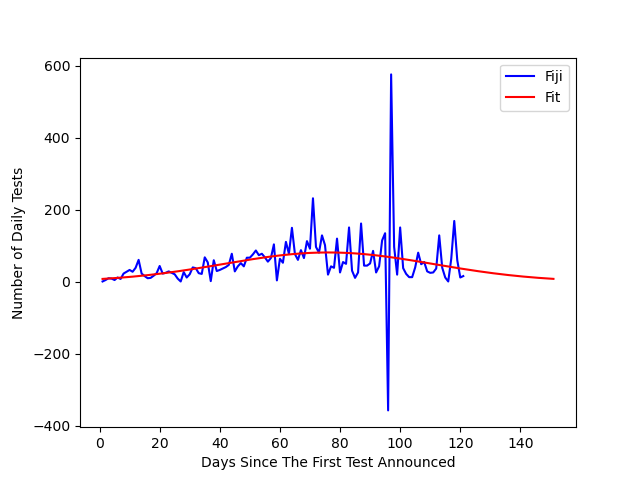 Fiji
Fit
600
400
200
0
−200
−400
0 20 40 60 80 100 120 140
Number of Daily Tests
Days Since The First Test Announced